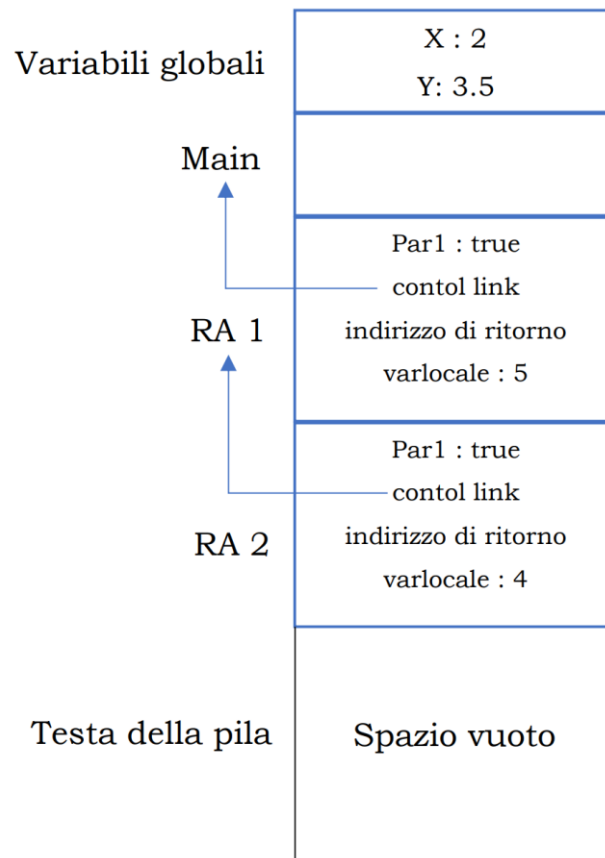 Variabili globali
X : 2
Y: 3.5
Main
Par1 : true
contol link
RA 1
indirizzo di ritorno
varlocale : 5
Par1 : true
contol link
RA 2
indirizzo di ritorno
varlocale : 4
Testa della pila
Spazio vuoto